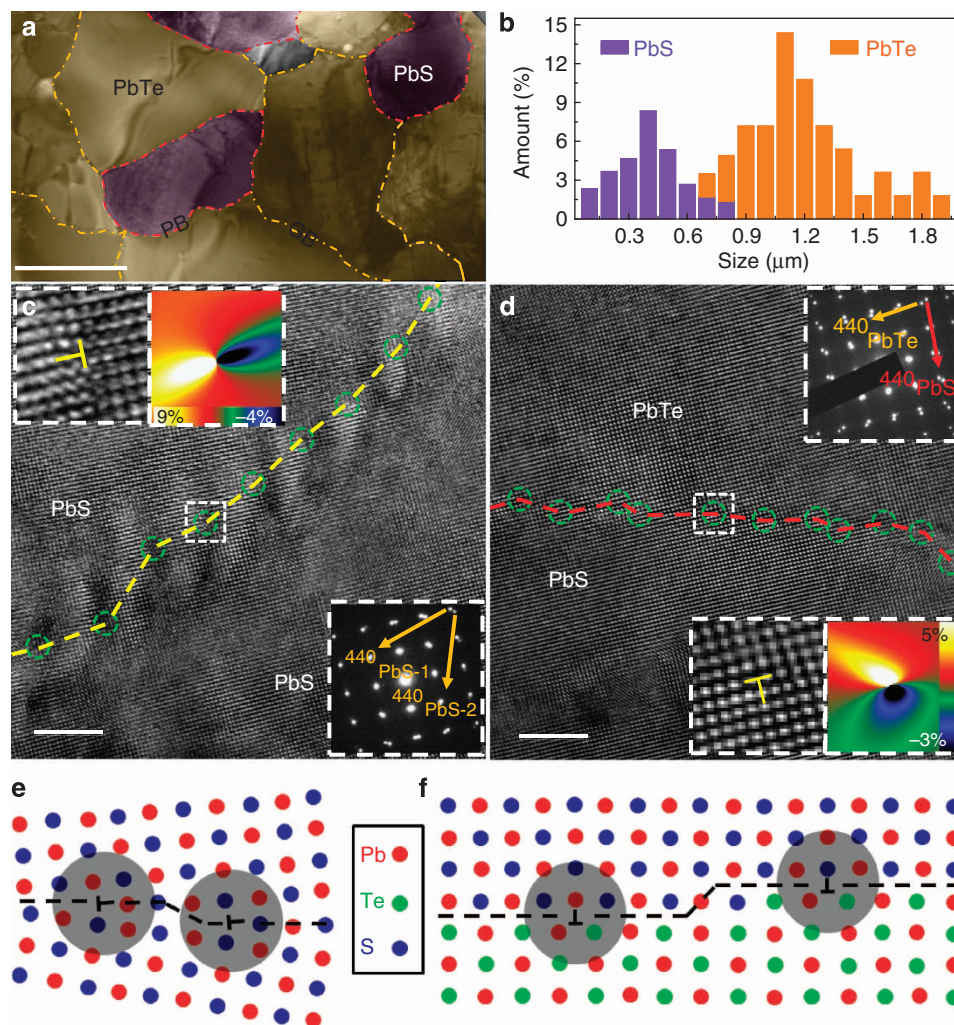 a
PbTe
PbS
PB
GB
b
15
12
9
6
3
0
Amount (%)
PbS
PbTe
0.3 0.6 0.9 1.2 1.5 1.8
Size (μm)
c
9% –4%
PbS
PbS
440
PbS-1
440
PbS-2
d
440
PbTe
440
PbS
PbTe
PbS
5%
–3%
e
Pb
Te
S
f